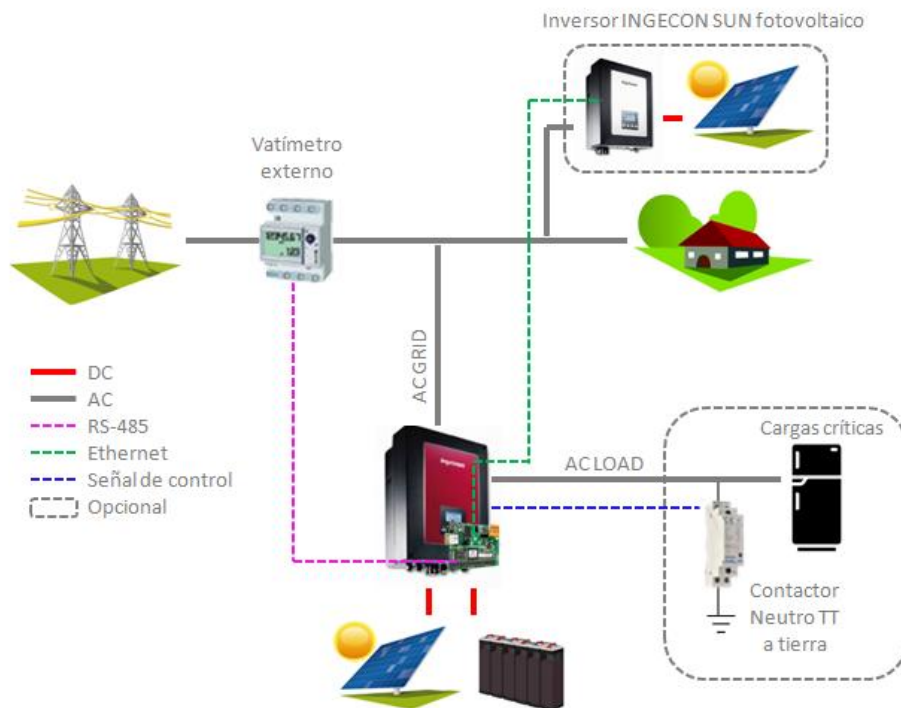 Inversor INGECON SUN fotovoltaico
Vatímetro
externo
AC GRID
DC
AC
RS-485
Ethernet
Señal de control
Opcional
AC LOAD
Cargas críticas
Contactor
Neutro TT
a tierra